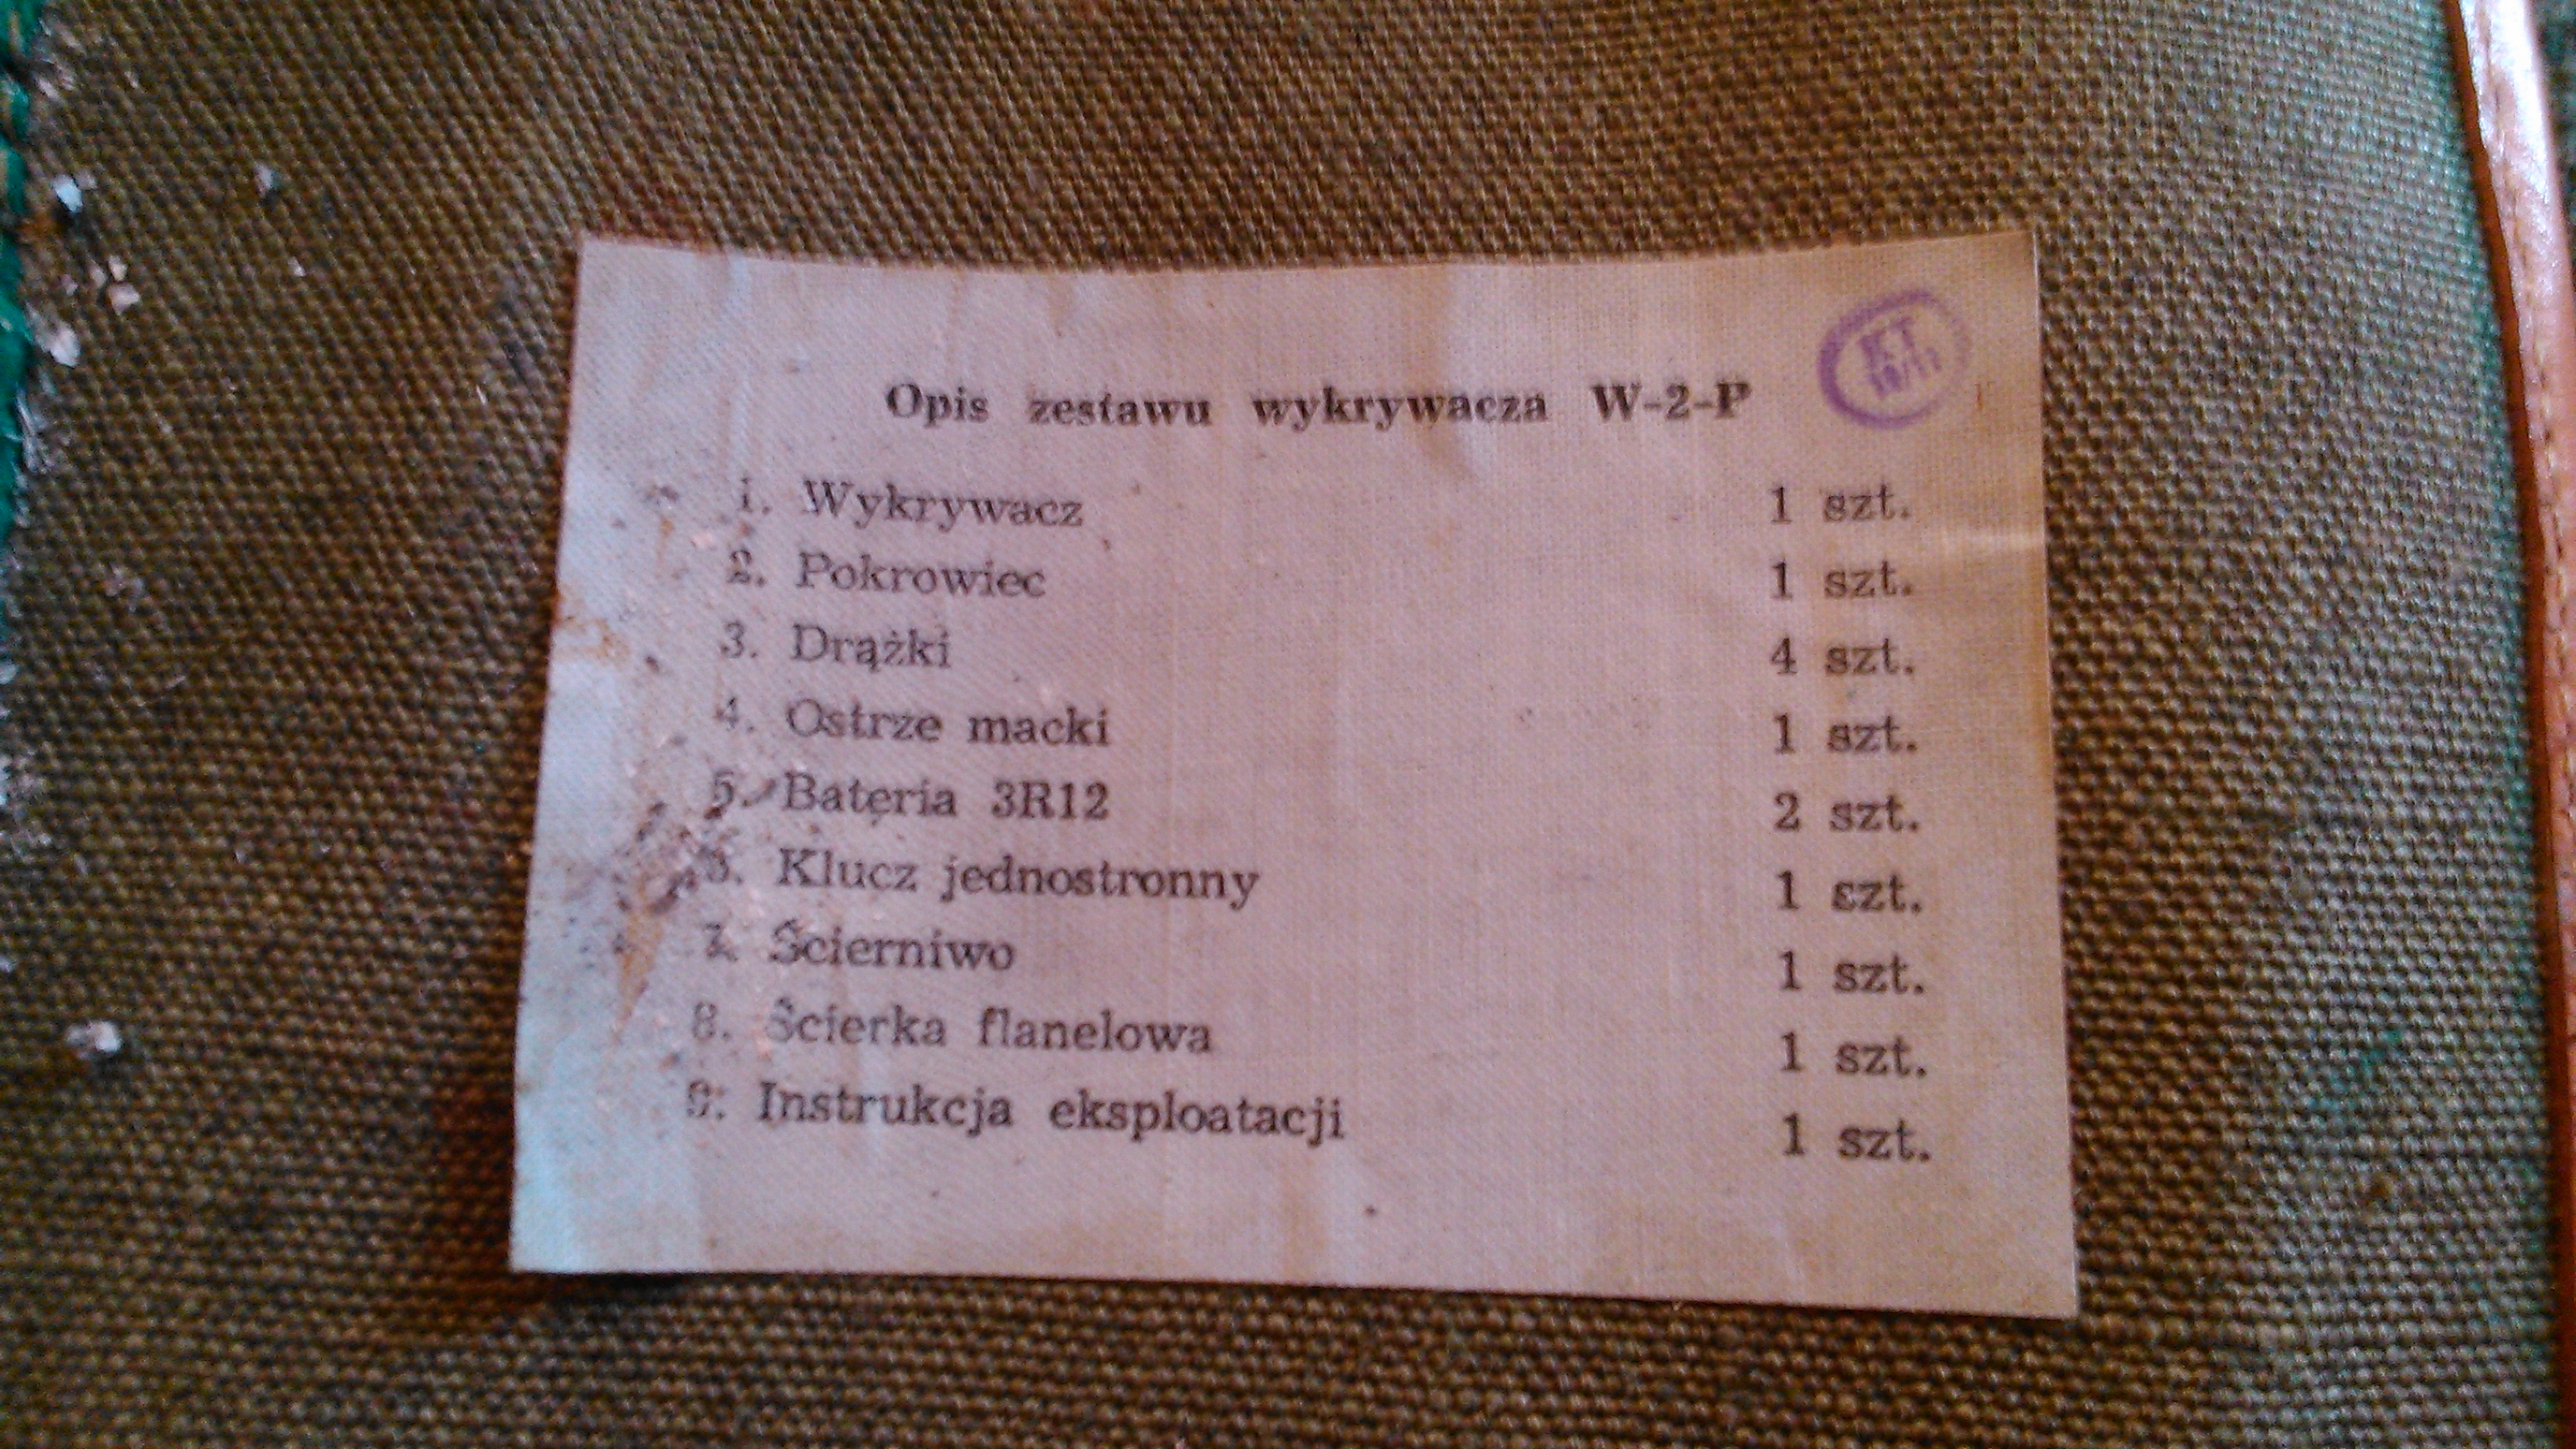 Opis zestawu wykrywacza W-2-P
KT
1. Wykrywacz 1 szt.
2. Pokrowiec 1 szt.
3. Drążki 4 szt.
4. Ostrze macki 1 szt.
5. Bateria 3R12 2 szt.
6. Klucz jednostronny 1 szt.
7. Ścierniwo 1 szt.
8. Ścierka flanelowa 1 szt.
9. Instrukcja eksploatacji 1 szt.